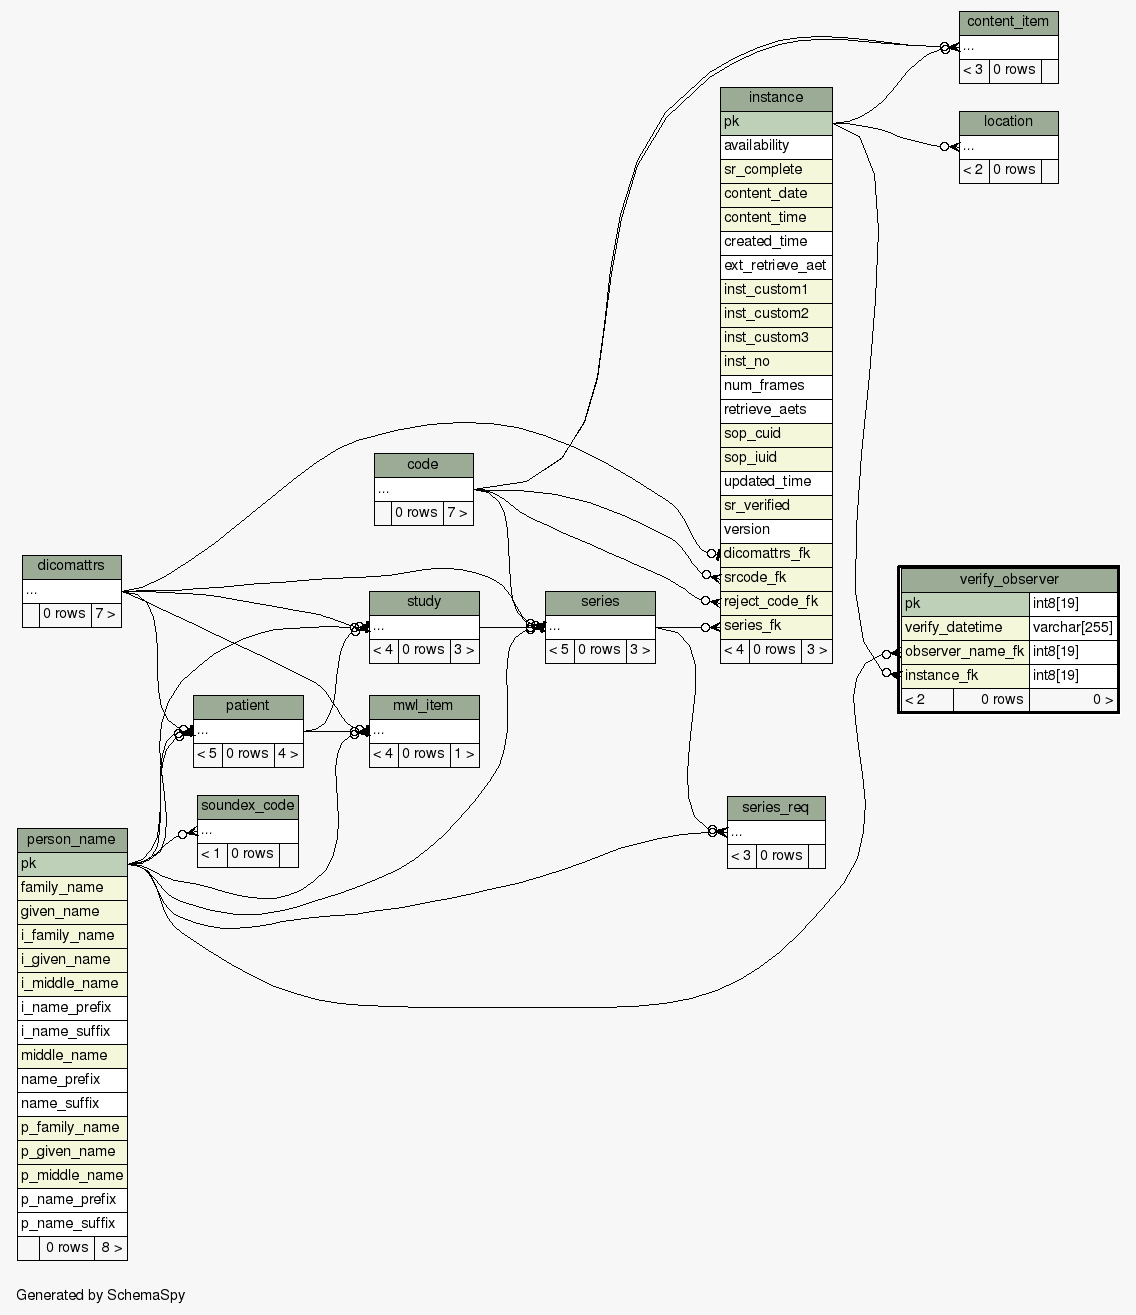 content_item
...
< 3 0 rows
instance
pk
availability
sr_complete
content_date
content_time
created_time
ext_retrieve_aet
inst_custom1
inst_custom2
inst_custom3
inst_no
num_frames
retrieve_aets
sop_cuid
sop_iuid
updated_time
sr_verified
version
dicomattrs_fk
srcode_fk
reject_code_fk
series_fk
< 4 0 rows 3 >
location
...
< 2 0 rows
code
...
0 rows 7 >
dicomattrs
...
0 rows 7 >
study
...
< 4 0 rows 3 >
series
...
< 5 0 rows 3 >
verify_observer
pk int8[19]
verify_datetime varchar[255]
observer_name_fk int8[19]
instance_fk int8[19]
< 2 0 rows 0 >
patient
...
< 5 0 rows 4 >
mwl_item
...
< 4 0 rows 1 >
soundex_code
...
< 1 0 rows
series_req
...
< 3 0 rows
person_name
pk
family_name
given_name
i_family_name
i_given_name
i_middle_name
i_name_prefix
i_name_suffix
middle_name
name_prefix
name_suffix
p_family_name
p_given_name
p_middle_name
p_name_prefix
p_name_suffix
0 rows 8 >
Generated by SchemaSpy